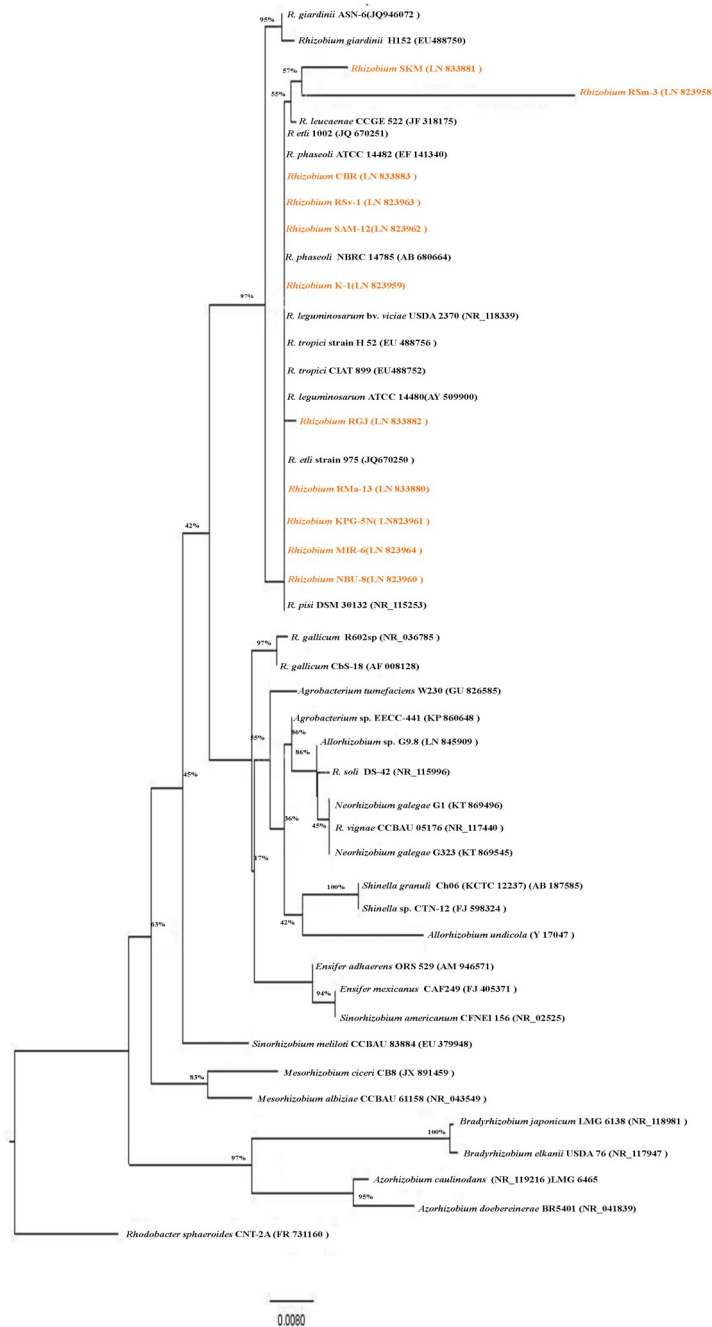 R. giardinii ASN-6(JQ946072 )
95%
Rhizobium giardinii H152 (EU488750)
57%
Rhizobium SKM (LN 833881 )
55%
Rhizobium RSm-3 (LN 823958
R. leucaenae CCGE 522 (JF 318175)
R etli 1002 (JQ 670251)
R. phaseoli ATCC 14482 (EF 141340)
Rhizobium CBR (LN 833883 )
Rhizobium RSv-1 (LN 823963 )
Rhizobium SAM-12(LN 823962 )
R. phaseoli NBRC 14785 (AB 680664)
Rhizobium K-1(LN 823959)
97%
R. leguminosarum bv. viciae USDA 2370 (NR_118339)
R. tropici strain H 52 (EU 488756 )
R. tropici CIAT 899 (EU488752)
R. leguminosarum ATCC 14480(AY 509900)
Rhizobium RGJ (LN 833882 )
R. etli strain 975 (JQ670250 )
Rhizobium RMa-13 (LN 833880)
Rhizobium KPG-5N( LN823961 )
42%
Rhizobium MIR-6(LN 823964 )
Rhizobium NBU-8(LN 823960 )
R. pisi DSM 30132 (NR_115253)
97%
R. gallicum R602sp (NR_036785 )
R. gallicum CbS-18 (AF 008128)
Agrobacterium tumefaciens W230 (GU 826585)
Agrobacterium sp. EECC-441 (KP 860648 )
86%
55%
Allorhizobium sp. G9.8 (LN 845909 )
86%
R. soli DS-42 (NR_115996)
45%
Neorhizobium galegae G1 (KT 869496)
36%
45%
R. vignae CCBAU 05176 (NR_117440 )
Neorhizobium galegae G323 (KT 869545)
17%
100%
Shinella granuli Ch06 (KCTC 12237) (AB 187585)
Shinella sp. CTN-12 (FJ 598324 )
63%
42%
Allorhizobium undicola (Y 17047 )
Ensifer adhaerens ORS 529 (AM 946571)
94%
Ensifer mexicanus CAF249 (FJ 405371 )
Sinorhizobium americanum CFNEI 156 (NR_02525)
Sinorhizobium meliloti CCBAU 83884 (EU 379948)
83%
Mesorhizobium ciceri CB8 (JX 891459 )
Mesorhizobium albiziae CCBAU 61158 (NR_043549 )
Bradyrhizobium japonicum LMG 6138 (NR_118981 )
100%
Bradyrhizobium elkanii USDA 76 (NR_117947 )
97%
Azorhizobium caulinodans (NR_119216 )LMG 6465
95%
Azorhizobium doebereinerae BR5401 (NR_041839)
Rhodobacter sphaeroides CNT-2A (FR 731160 )
0.0080